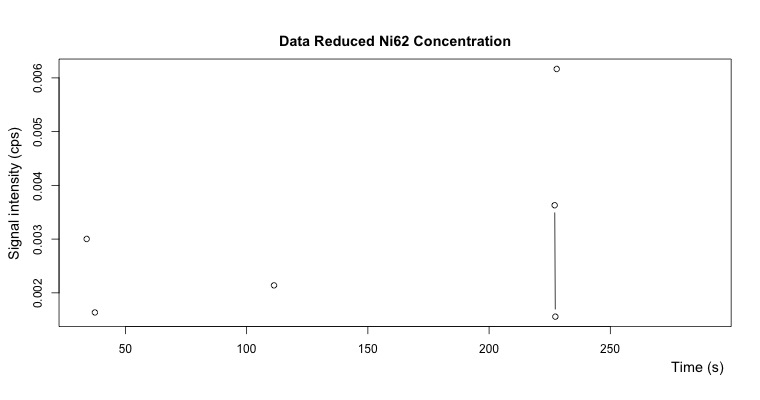 Data Reduced Ni62 Concentration
Signal intensity (cps)
0.006
0.005
0.004
0.003
0.002
50 100 150 200 250
Time (s)